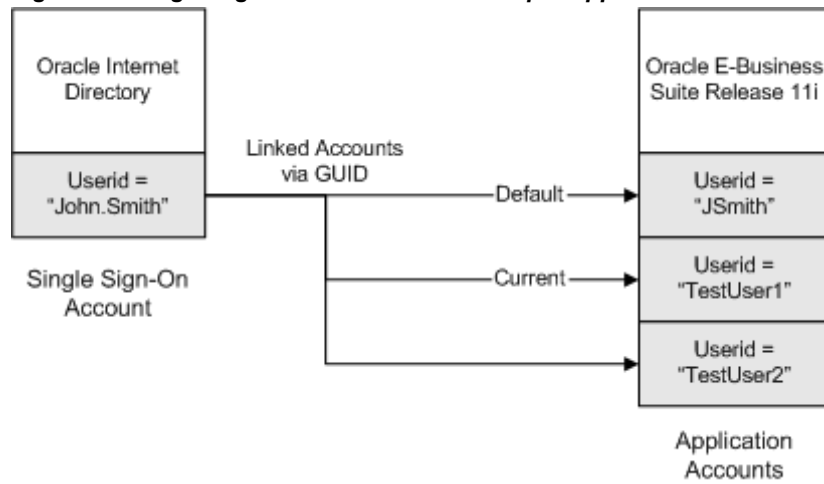 Oracle Internet
Directory
Userid =
“John.Smith”
Single Sign-On
Account
Linked Accounts
via GUID
Default
Current
Oracle E-Business
Suite Release 11i
Userid =
“JSmith”
Userid =
“TestUser1”
Userid =
“TestUser2”
Application
Accounts